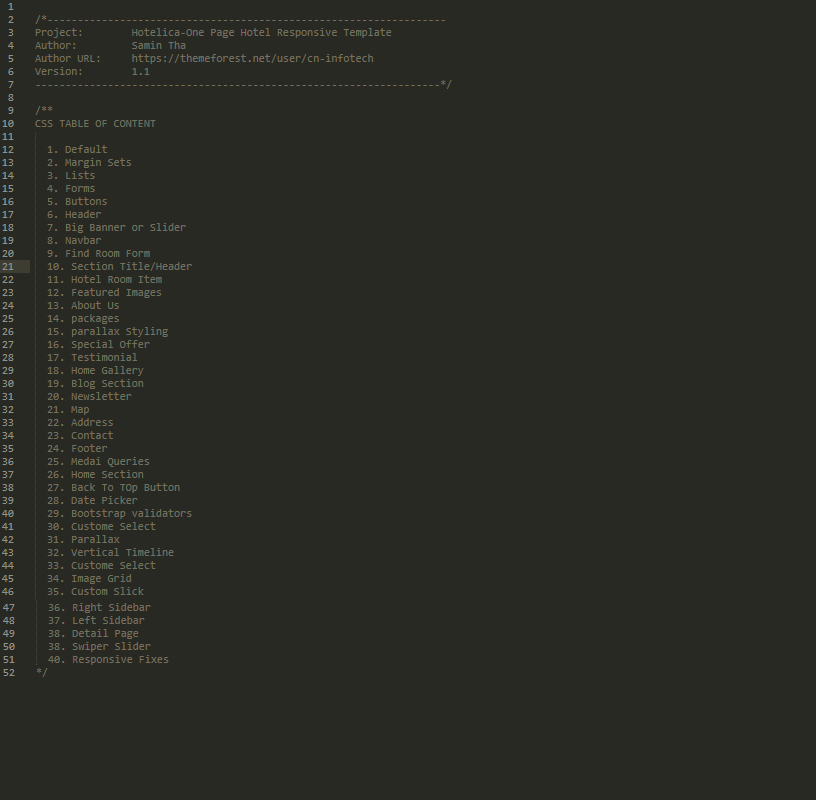 1
2 /*------------------------------------------------------------------
3 Project: Hotelica-One Page Hotel Responsive Template
4 Author: Samin Tha
5 Author URL: https://themeforest.net/user/cn-infotech
6 Version: 1.1
7 -------------------------------------------------------------------*/
8
9 /**
10 CSS TABLE OF CONTENT
11
12 1. Default
13 2. Margin Sets
14 3. Lists
15 4. Forms
16 5. Buttons
17 6. Header
18 7. Big Banner or Slider
19 8. Navbar
20 9. Find Room Form
21 10. Section Title/Header
22 11. Hotel Room Item
23 12. Featured Images
24 13. About Us
25 14. packages
26 15. parallax Styling
27 16. Special Offer
28 17. Testimonial
29 18. Home Gallery
30 19. Blog Section
31 20. Newsletter
32 21. Map
33 22. Address
34 23. Contact
35 24. Footer
36 25. Medai Queries
37 26. Home Section
38 27. Back To TOp Button
39 28. Date Picker
40 29. Bootstrap validators
41 30. Custome Select
42 31. Parallax
43 32. Vertical Timeline
44 33. Custome Select
45 34. Image Grid
46 35. Custom Slick
47 36. Right Sidebar
48 37. Left Sidebar
49 38. Detail Page
50 38. Swiper Slider
51 40. Responsive Fixes
52 */